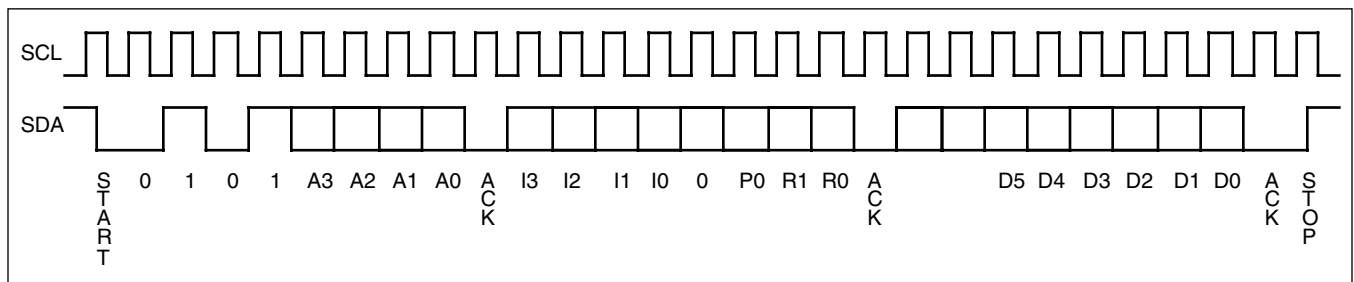 SCL
SDA
START 0 1 0 1 A3 A2 A1 A0 ACK I3 I2 I1 I0 0 P0 R1 R0 ACK D5 D4 D3 D2 D1 D0 ACK STOP